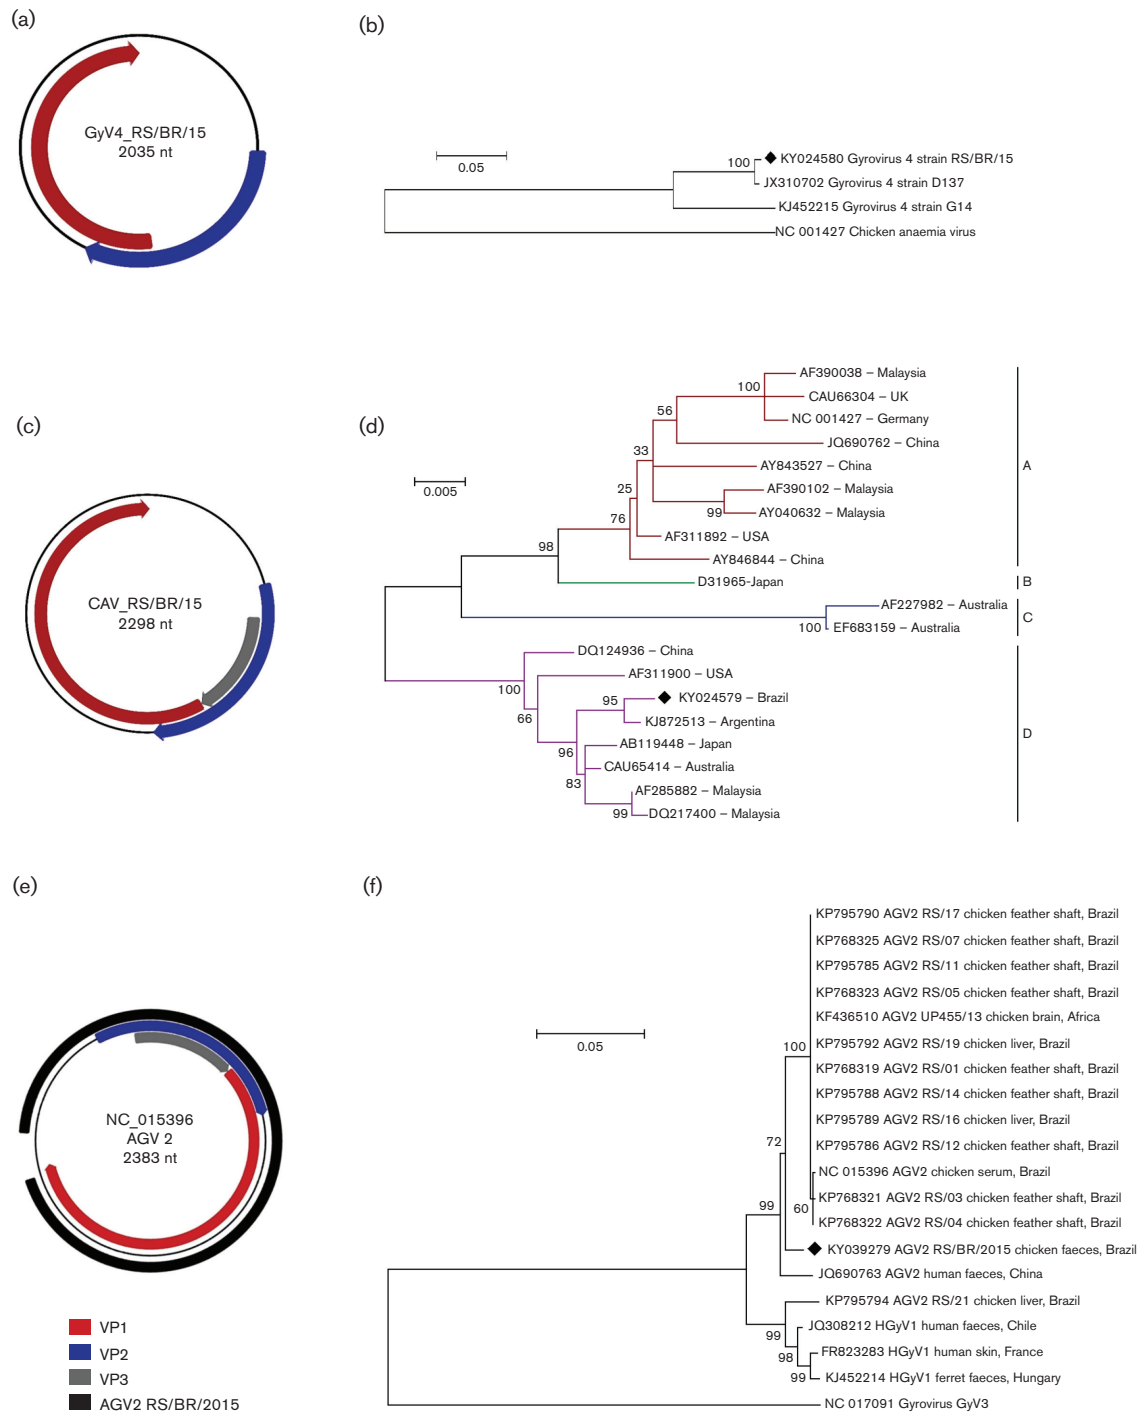 (a)
GyV4_RS/BR/15
2035 nt
(b)
0.05
100
KY024580 Gyrovirus 4 strain RS/BR/15
JX310702 Gyrovirus 4 strain D137
KJ452215 Gyrovirus 4 strain G14
NC 001427 Chicken anaemia virus
(c)
CAV_RS/BR/15
2298 nt
(d)
0.005
AF390038 – Malaysia
100
CAU66304 – UK
56
NC 001427 – Germany
JQ690762 – China
33
AY843527 – China
25
AF390102 – Malaysia
99
AY040632 – Malaysia
76
AF311892 – USA
98
AY846844 – China
D31965-Japan
AF227982 – Australia
100
EF683159 – Australia
DQ124936 – China
100
AF311900 – USA
95
KY024579 – Brazil
66
KJ872513 – Argentina
96
AB119448 – Japan
CAU65414 – Australia
83
AF285882 – Malaysia
99
DQ217400 – Malaysia
A
B
C
D
(e)
NC_015396
AGV 2
2383 nt
VP1
VP2
VP3
AGV2 RS/BR/2015
(f)
0.05
KP795790 AGV2 RS/17 chicken feather shaft, Brazil
KP768325 AGV2 RS/07 chicken feather shaft, Brazil
KP795785 AGV2 RS/11 chicken feather shaft, Brazil
KP768323 AGV2 RS/05 chicken feather shaft, Brazil
KF436510 AGV2 UP455/13 chicken brain, Africa
KP795792 AGV2 RS/19 chicken liver, Brazil
100
KP768319 AGV2 RS/01 chicken feather shaft, Brazil
KP795788 AGV2 RS/14 chicken feather shaft, Brazil
KP795789 AGV2 RS/16 chicken liver, Brazil
72
KP795786 AGV2 RS/12 chicken feather shaft, Brazil
NC 015396 AGV2 chicken serum, Brazil
99
60
KP768321 AGV2 RS/03 chicken feather shaft, Brazil
KP768322 AGV2 RS/04 chicken feather shaft, Brazil
KY039279 AGV2 RS/BR/2015 chicken faeces, Brazil
JQ690763 AGV2 human faeces, China
KP795794 AGV2 RS/21 chicken liver, Brazil
99
JQ308212 HGyV1 human faeces, Chile
98
FR823283 HGyV1 human skin, France
99
KJ452214 HGyV1 ferret faeces, Hungary
NC 017091 Gyrovirus GyV3